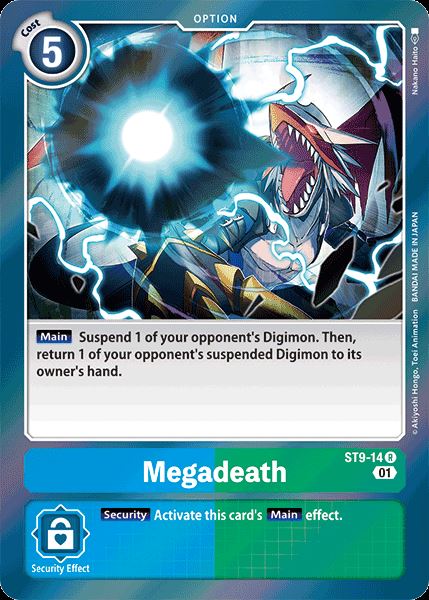 OPTION
Cost
5
Nakano Haito
© Akiyoshi Hongo, Toei Animation BANDAI MADE IN JAPAN
Main Suspend 1 of your opponent's Digimon. Then,
return 1 of your opponent's suspended Digimon to its
owner's hand.
Megadeath
ST9-14 R
01
Security Activate this card's Main effect.
Security Effect